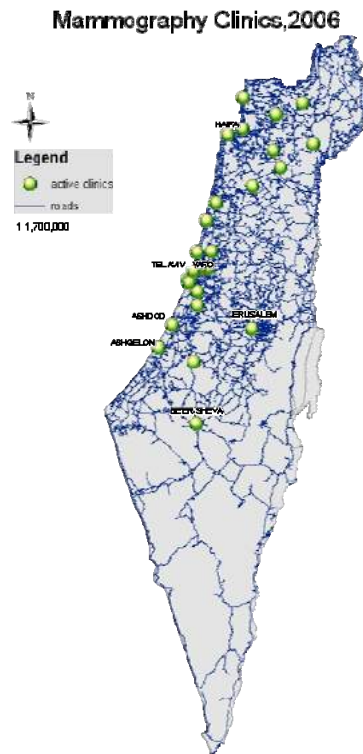 Mammography Clinics,2006
N
HAIFA
Legend
active clinics
roads
1:1,700,000
TEL AVIV YAFO
ASHDOD
JERUSALEM
ASHQELON
BEER SHEVA